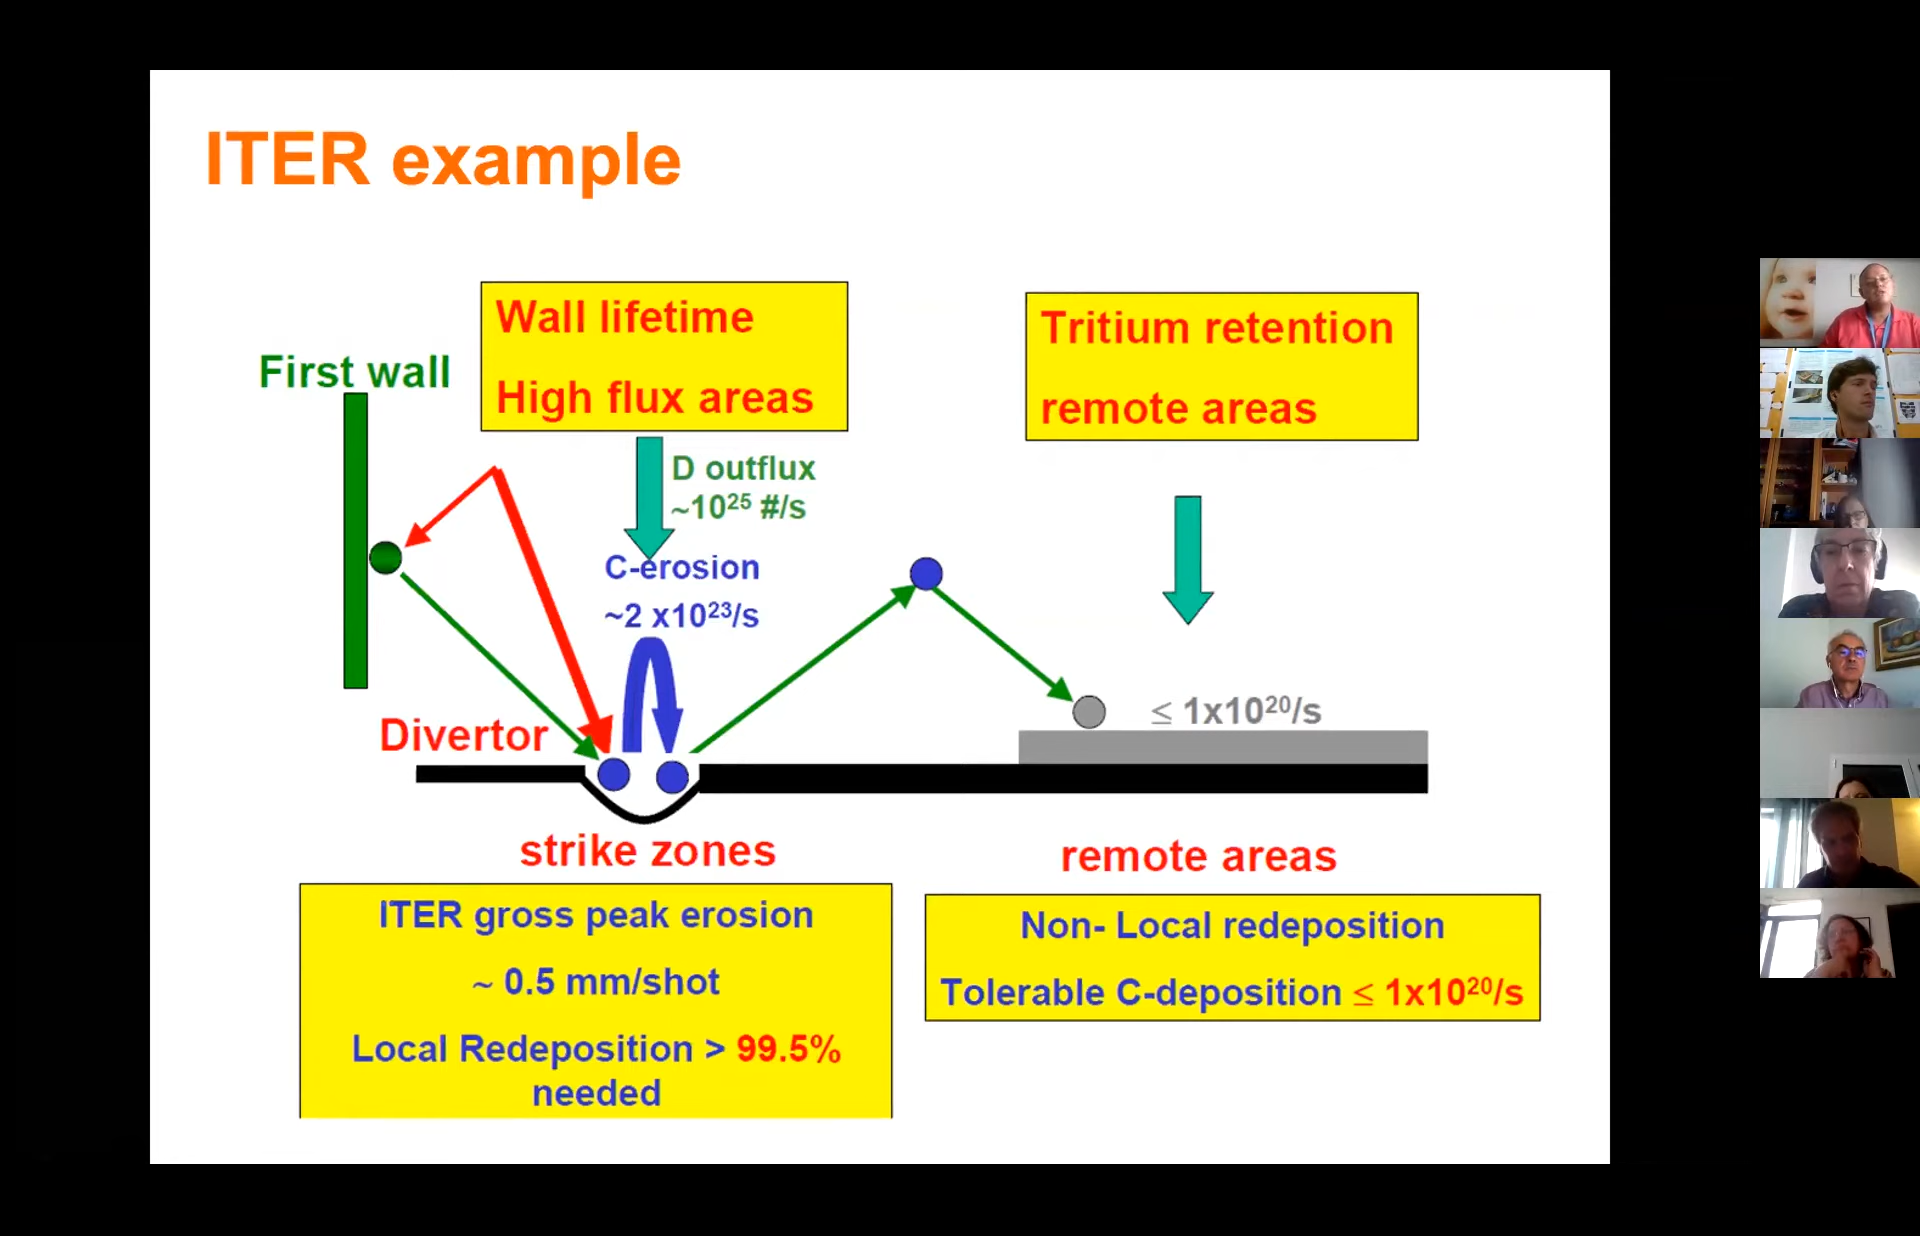 ITER example
Wall lifetime
High flux areas
Tritium retention
remote areas
First wall
D outflux
~10²⁵ #/s
C-erosion
~2 x10²³/s
Divertor
≤ 1x10²⁰/s
strike zones
remote areas
ITER gross peak erosion
~ 0.5 mm/shot
Local Redeposition > 99.5%
needed
Non- Local redeposition
Tolerable C-deposition ≤ 1x10²⁰/s